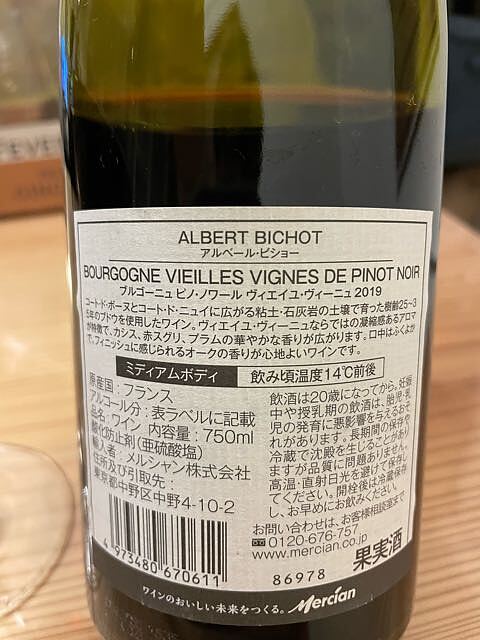 FEVE
ALBERT BICHOT
アルベール・ビショー
BOURGOGNE VIEILLES VIGNES DE PINOT NOIR
ブルゴーニュ ピノ・ノワール ヴィエイユ・ヴィーニュ 2019
コート・ド・ボーヌとコート・ド・ニュイに広がる粘土・石灰岩の土壌で育った樹齢25~3
5年のブドウを使用したワイン。ヴィエイユ・ヴィーニュならではの凝縮感あるアロマ
が特徴で、カシス、赤スグリ、プラムの華やかな香りが広がります。口中はふくよか
で、フィニッシュに感じられるオークの香りが心地よいワインです。
ミディアムボディ 飲み頃温度14℃前後
原産国:フランス
アルコール分:表ラベルに記載
品名:ワイン 内容量:750ml
酸化防止剤(亜硫酸塩)
輸入者:メルシャン株式会社
住所及び引取先:
東京都中野区中野4-10-2
飲酒は20歳になってから。妊娠
中や授乳期の飲酒は、胎児・乳
児の発育に悪影響を与えるおそ
れがあります。長期間の保存や
冷蔵で沈殿を生じることがあり
ますが品質に問題ありません。
高温・直射日光を避けて保存し
てください。開栓後は冷蔵保存
し、お早めにお飲みください。
お問い合わせは、お客様相談室まで
0120-676-757
www.mercian.co.jp
果実酒
4 973480 670611
86978
ワインのおいしい未来をつくる。 Mercian